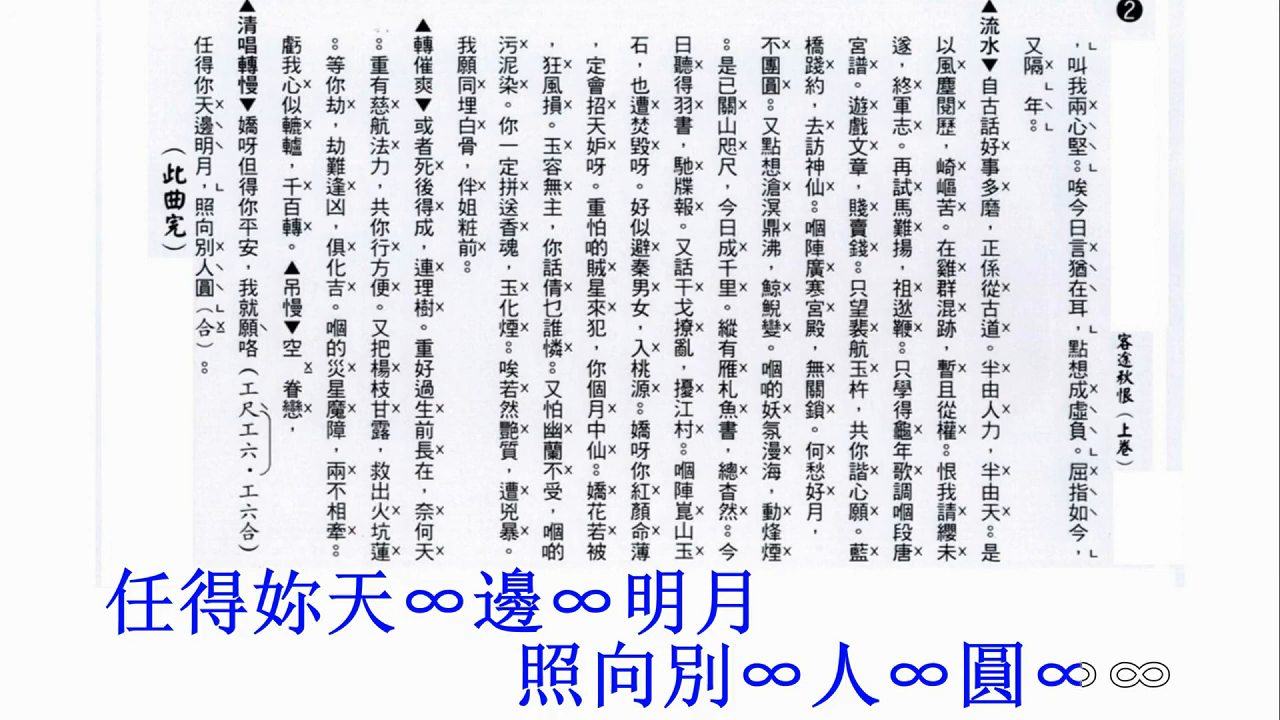 ❷
客途秋恨（上卷）
，叫我兩心堅。唉今日言猶在耳，點想成虛負。屈指如今，
又隔　年。
▲流水▼自古話好事多磨，正係從古道。半由人力，半由天。是
以風塵閱歷，崎嶇苦。在雞群混跡，暫且從權。恨我請纓未
遂，終軍志。再試馬難揚，祖逖鞭。只學得龜年歌調嗰段唐
宮譜。遊戲文章，賤賣錢。只望裴航玉杵，共你諧心願。藍
橋踐約，去訪神仙。嗰陣廣寒宮殿，無關鎖。何愁好月，
不團圓。又點想滄溟鼎沸，鯨鯢變。嗰啲妖氛漫海，動烽煙
。是已關山咫尺，今日成千里。縱有雁札魚書，總杳然。今
日聽得羽書，馳牒報。又話干戈撩亂，擾江村。嗰陣崑山玉
石，也遭焚毀呀。好似避秦男女，入桃源。嬌呀你紅顏命薄
，定會招天妒呀。重怕啲賊星來犯，你個月中仙。嬌花若被
，狂風損。玉容無主，你話倩乜誰憐。又怕幽蘭不受，嗰啲
污泥染。你一定拼送香魂，玉化煙。唉若然艷質，遭兇暴。
我願同埋白骨，伴姐粧前。
▲轉催爽▼或者死後得成，連理樹。重好過生前長在，奈何天
。重有慈航法力，共你行方便。又把楊枝甘露，救出火坑蓮
。等你劫，劫難逢凶，俱化吉。嗰的災星魔障，兩不相牽。
虧我心似轆轤，千百轉。▲吊慢▼空　眷戀，
▲清唱轉慢▼嬌呀但得你平安，我就願咯（工尺工六．工六合）
任得你天邊明月，照向別人圓（合）。
（此曲完）
任得妳天∞邊∞明月
照向別∞人∞圓∞∞